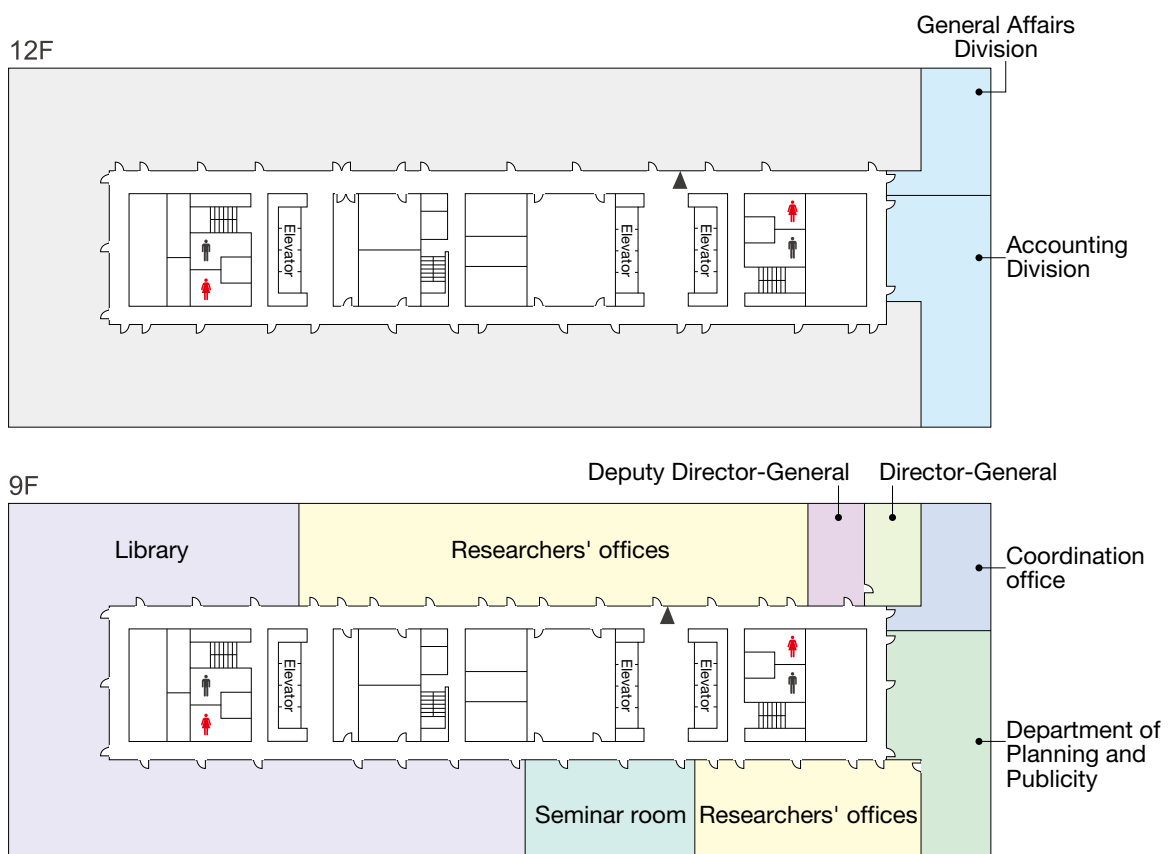 General Affairs
Division
12F
Elevator
Elevator
Elevator
Accounting
Division
Deputy Director-General
Director-General
9F
Library
Researchers' offices
Coordination
office
Elevator
Elevator
Elevator
Department of
Planning and
Publicity
Seminar room
Researchers' offices